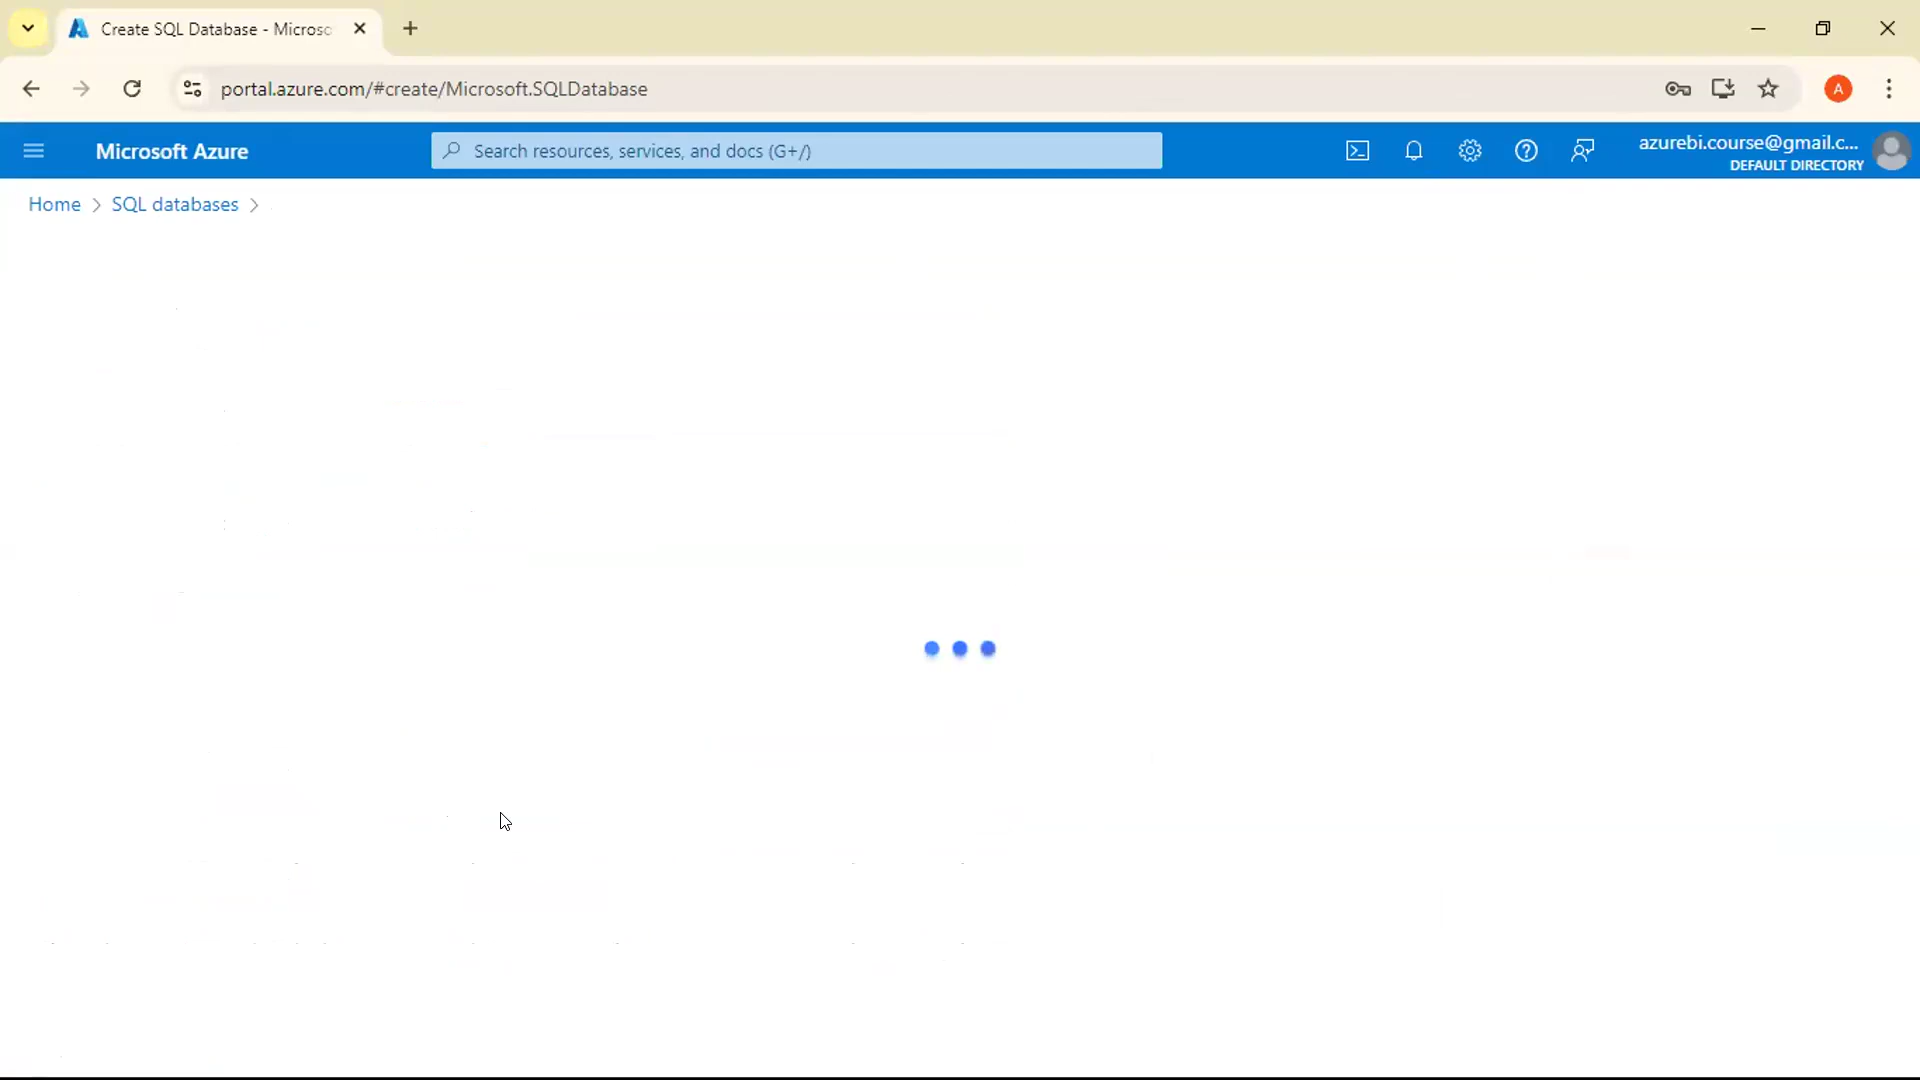 Create SQL Database - Microsc
portal.azure.com/#create/Microsoft.SQLDatabase
A
Microsoft Azure
Search resources, services, and docs (G+/)
azurebi.course@gmail.c...
DEFAULT DIRECTORY
Home > SQL databases >